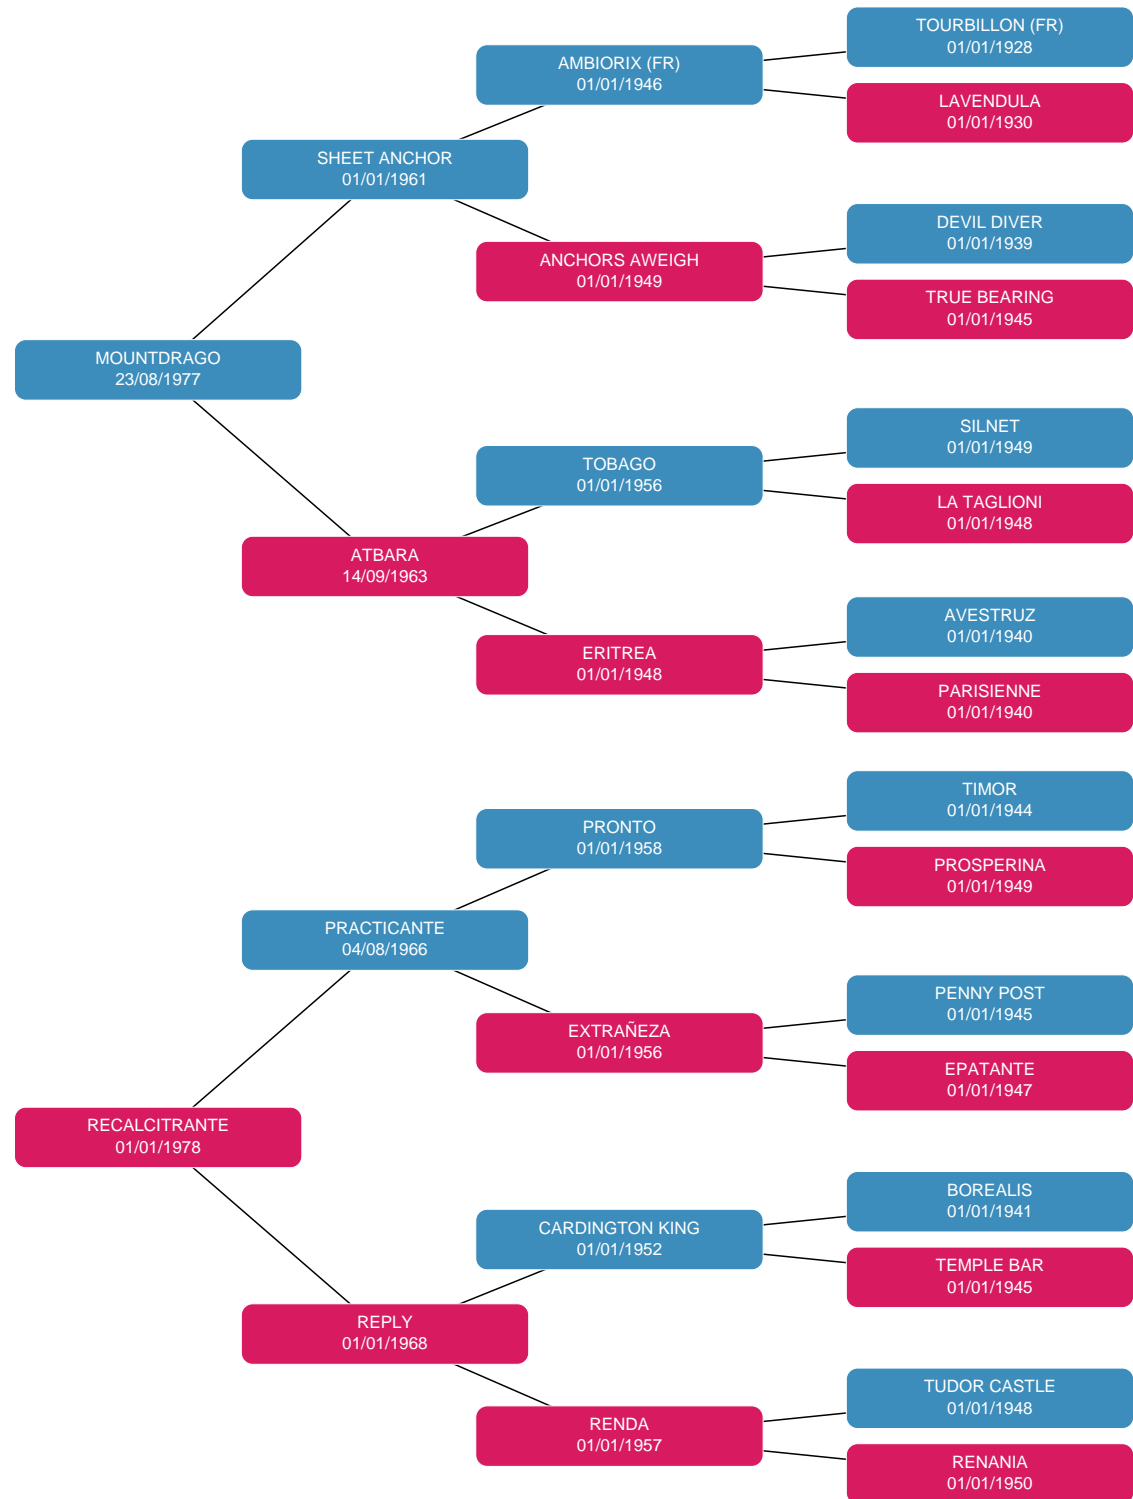 TOURBILLON (FR)
01/01/1928
AMBIORIX (FR)
01/01/1946
LAVENDULA
01/01/1930
SHEET ANCHOR
01/01/1961
DEVIL DIVER
01/01/1939
ANCHORS AWEIGH
01/01/1949
TRUE BEARING
01/01/1945
MOUNTDRAGO
23/08/1977
SILNET
01/01/1949
TOBAGO
01/01/1956
LA TAGLIONI
01/01/1948
ATBARA
14/09/1963
AVESTRUZ
01/01/1940
ERITREA
01/01/1948
PARISIENNE
01/01/1940
TIMOR
01/01/1944
PRONTO
01/01/1958
PROSPERINA
01/01/1949
PRACTICANTE
04/08/1966
PENNY POST
01/01/1945
EXTRAÑEZA
01/01/1956
EPATANTE
01/01/1947
RECALCITRANTE
01/01/1978
BOREALIS
01/01/1941
CARDINGTON KING
01/01/1952
TEMPLE BAR
01/01/1945
REPLY
01/01/1968
TUDOR CASTLE
01/01/1948
RENDA
01/01/1957
RENANIA
01/01/1950